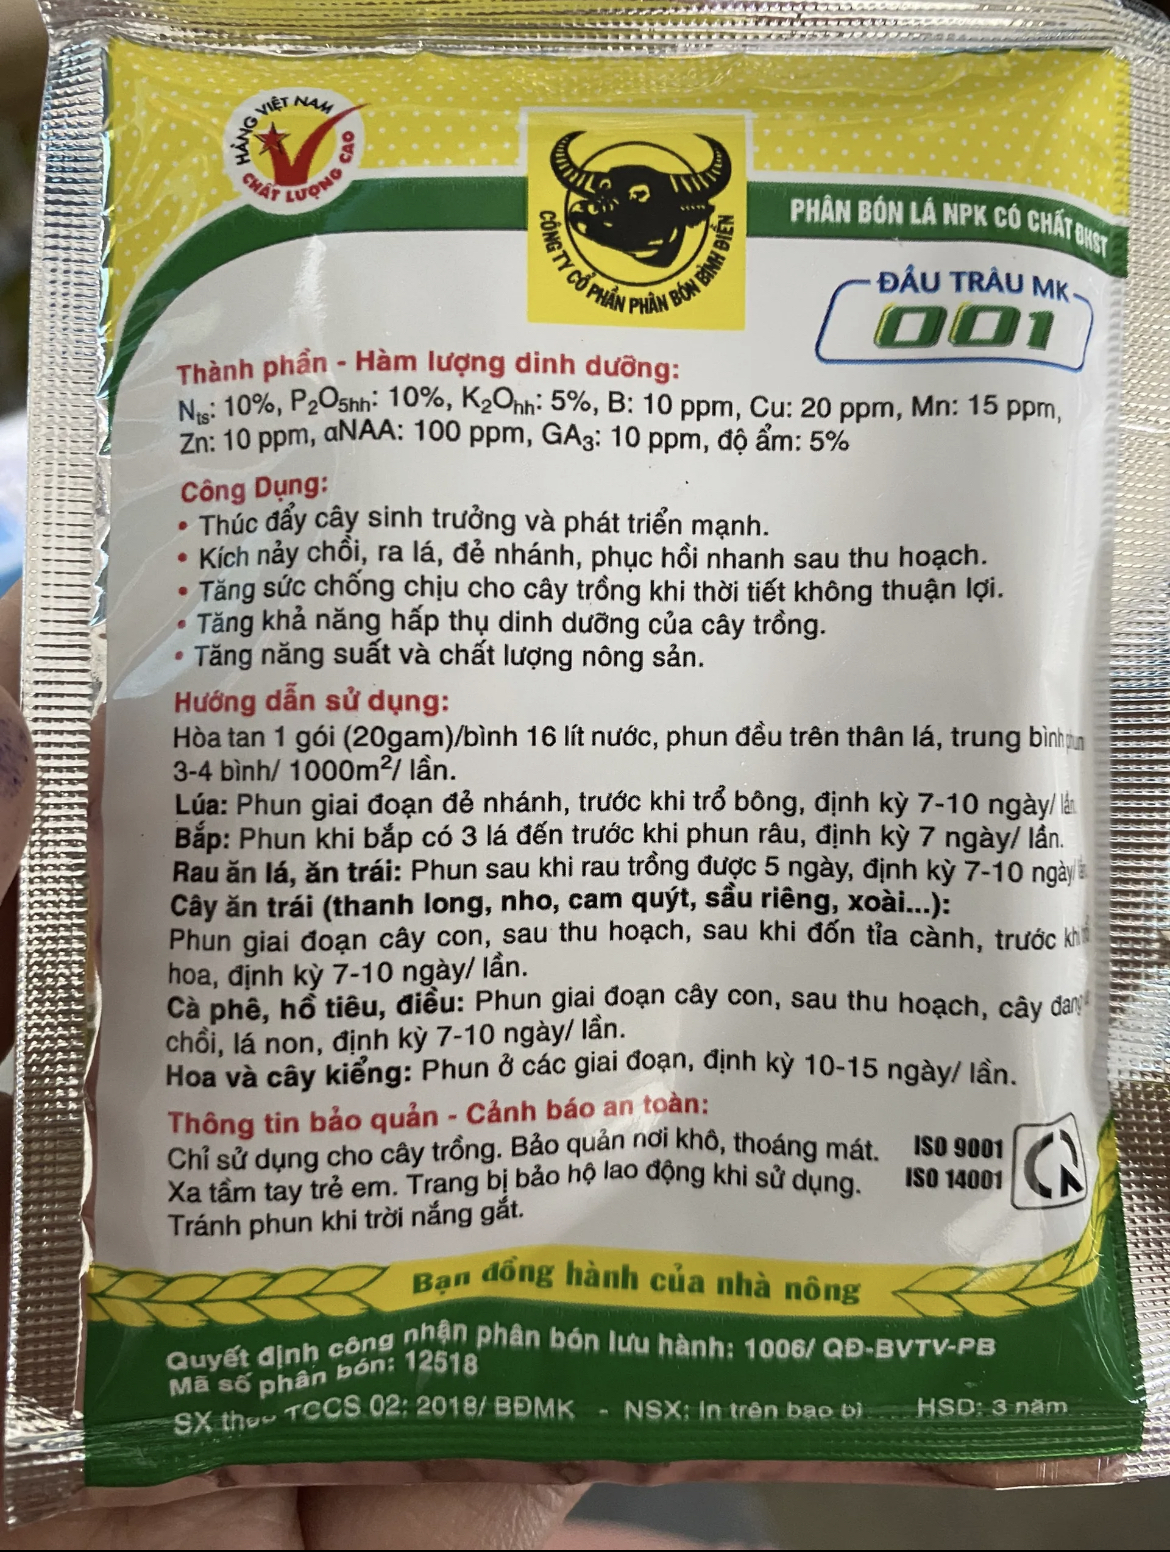 HÀNG VIỆT NAM
CHẤT LƯỢNG CAO
CÔNG TY CỔ PHẦN PHÂN BÓN BÌNH ĐIỀN
PHÂN BÓN LÁ NPK CÓ CHẤT ĐHST
ĐẦU TRÂU MK
001
Thành phần - Hàm lượng dinh dưỡng:
Nts: 10%, P2O5hh: 10%, K2Ohh: 5%, B: 10 ppm, Cu: 20 ppm, Mn: 15 ppm,
Zn: 10 ppm, αNAA: 100 ppm, GA3: 10 ppm, độ ẩm: 5%
Công Dụng:
• Thúc đẩy cây sinh trưởng và phát triển mạnh.
• Kích nảy chồi, ra lá, đẻ nhánh, phục hồi nhanh sau thu hoạch.
• Tăng sức chống chịu cho cây trồng khi thời tiết không thuận lợi.
• Tăng khả năng hấp thụ dinh dưỡng của cây trồng.
• Tăng năng suất và chất lượng nông sản.
Hướng dẫn sử dụng:
Hòa tan 1 gói (20gam)/bình 16 lít nước, phun đều trên thân lá, trung bình phun
3-4 bình/ 1000m²/ lần.
Lúa: Phun giai đoạn đẻ nhánh, trước khi trổ bông, định kỳ 7-10 ngày/ lần.
Bắp: Phun khi bắp có 3 lá đến trước khi phun râu, định kỳ 7 ngày/ lần.
Rau ăn lá, ăn trái: Phun sau khi rau trồng được 5 ngày, định kỳ 7-10 ngày/
Cây ăn trái (thanh long, nho, cam quýt, sầu riêng, xoài...):
Phun giai đoạn cây con, sau thu hoạch, sau khi đốn tỉa cành, trước khi
hoa, định kỳ 7-10 ngày/ lần.
Cà phê, hồ tiêu, điều: Phun giai đoạn cây con, sau thu hoạch, cây đang
chồi, lá non, định kỳ 7-10 ngày/ lần.
Hoa và cây kiểng: Phun ở các giai đoạn, định kỳ 10-15 ngày/ lần.
Thông tin bảo quản - Cảnh báo an toàn:
Chỉ sử dụng cho cây trồng. Bảo quản nơi khô, thoáng mát.
Xa tầm tay trẻ em. Trang bị bảo hộ lao động khi sử dụng.
Tránh phun khi trời nắng gắt.
ISO 9001
ISO 14001
Bạn đồng hành của nhà nông
Quyết định công nhận phân bón lưu hành: 1006/ QĐ-BVTV-PB
Mã số phân bón: 12518
SX theo TCCS 02: 2018/ BĐMK - NSX: In trên bao bì HSD: 3 năm